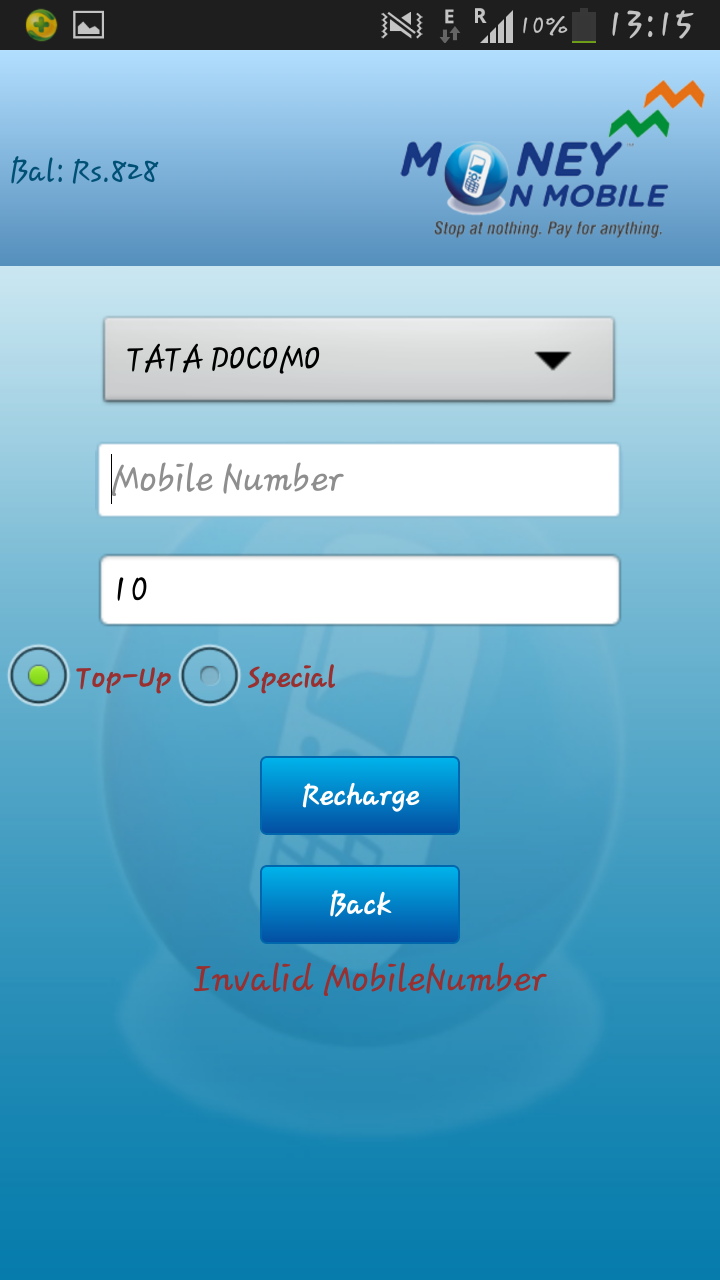 E R 10% 13:15
Bal: Rs.828
MONEY
ON MOBILE
Stop at nothing. Pay for anything.
TATA DOCOMO
Mobile Number
10
Top-Up Special
Recharge
Back
Invalid MobileNumber